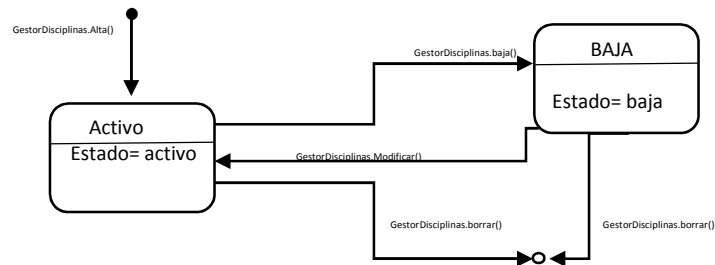 GestorDisciplinas.Alta()
GestorDisciplinas.baja()
BAJA
Estado= baja
Activo
Estado= activo
GestorDisciplinas.Modificar()
GestorDisciplinas.borrar()
GestorDisciplinas.borrar()